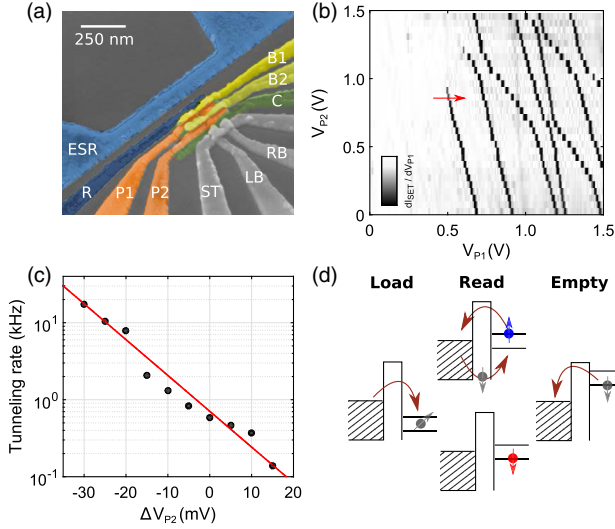 (a)
250 nm
B1
B2
C
ESR
R
P1
P2
ST
LB
RB
(b)
1.5
1.0
0.5
0
V_P2 (V)
dI_SET / dV_P1
0 0.5 1.0 1.5
V_P1 (V)
(c)
Tunneling rate (kHz)
10^1
10^0
10^-1
-30 -20 -10 0 10 20
ΔV_P2 (mV)
(d)
Load Read Empty